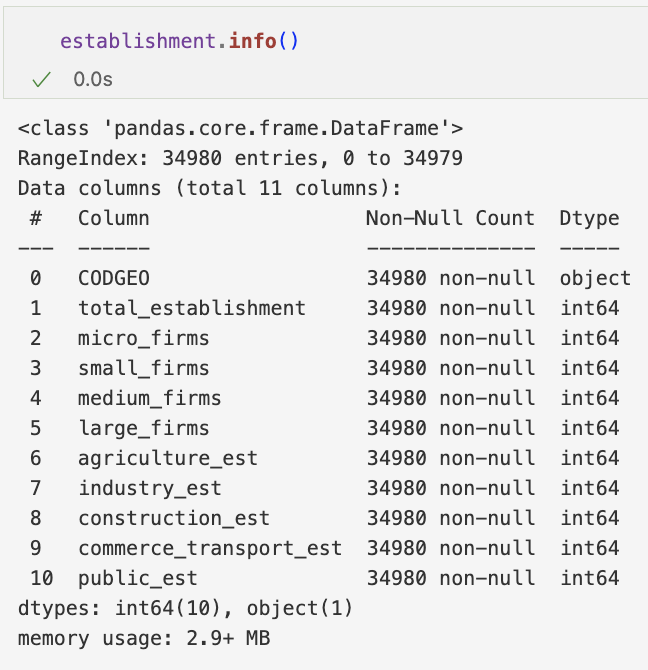 establishment.info()
✓ 0.0s
<class 'pandas.core.frame.DataFrame'>
RangeIndex: 34980 entries, 0 to 34979
Data columns (total 11 columns):
 #   Column                  Non-Null Count  Dtype
---  ------                  --------------  -----
 0   CODGEO                  34980 non-null  object
 1   total_establishment     34980 non-null  int64
 2   micro_firms             34980 non-null  int64
 3   small_firms             34980 non-null  int64
 4   medium_firms            34980 non-null  int64
 5   large_firms             34980 non-null  int64
 6   agriculture_est         34980 non-null  int64
 7   industry_est            34980 non-null  int64
 8   construction_est        34980 non-null  int64
 9   commerce_transport_est  34980 non-null  int64
 10  public_est              34980 non-null  int64
dtypes: int64(10), object(1)
memory usage: 2.9+ MB